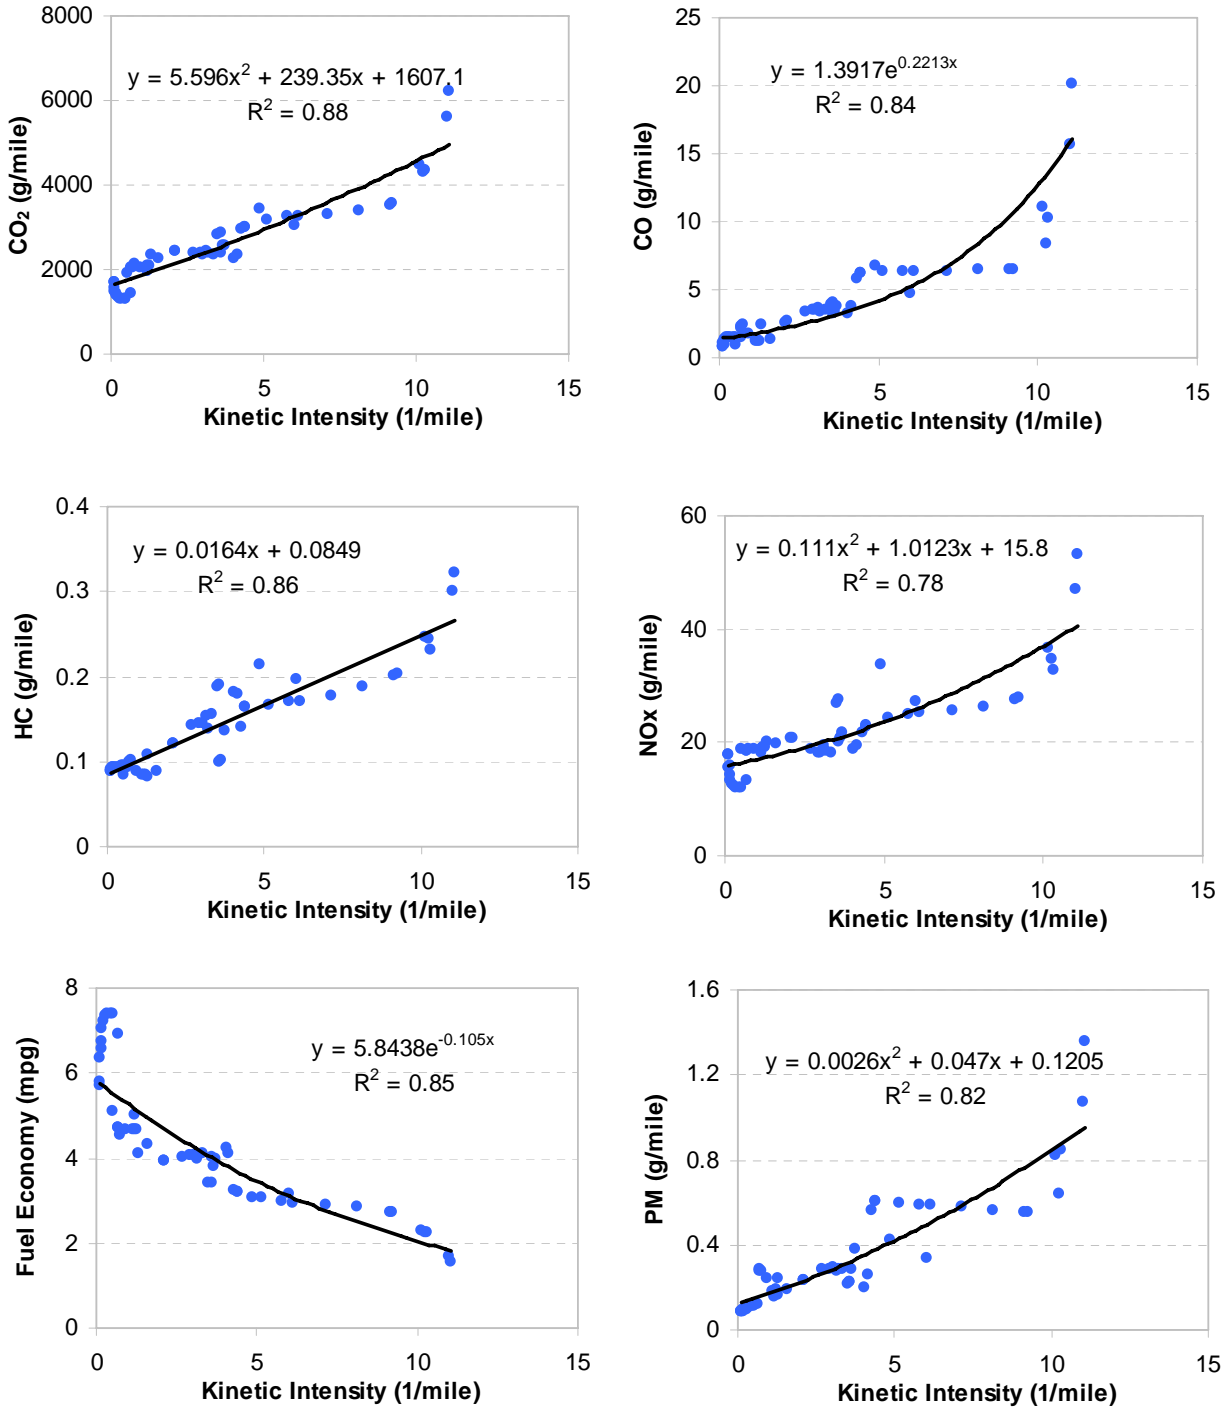 8000
6000
4000
2000
0
0 5 10 15
CO₂ (g/mile)
Kinetic Intensity (1/mile)
y = 5.596x² + 239.35x + 1607.1
R² = 0.88
25
20
15
10
5
0
0 5 10 15
CO (g/mile)
Kinetic Intensity (1/mile)
y = 1.3917e^0.2213x
R² = 0.84
0.4
0.3
0.2
0.1
0
0 5 10 15
HC (g/mile)
Kinetic Intensity (1/mile)
y = 0.0164x + 0.0849
R² = 0.86
60
40
20
0
0 5 10 15
NOx (g/mile)
Kinetic Intensity (1/mile)
y = 0.111x² + 1.0123x + 15.8
R² = 0.78
8
6
4
2
0
0 5 10 15
Fuel Economy (mpg)
Kinetic Intensity (1/mile)
y = 5.8438e^-0.105x
R² = 0.85
1.6
1.2
0.8
0.4
0
0 5 10 15
PM (g/mile)
Kinetic Intensity (1/mile)
y = 0.0026x² + 0.047x + 0.1205
R² = 0.82